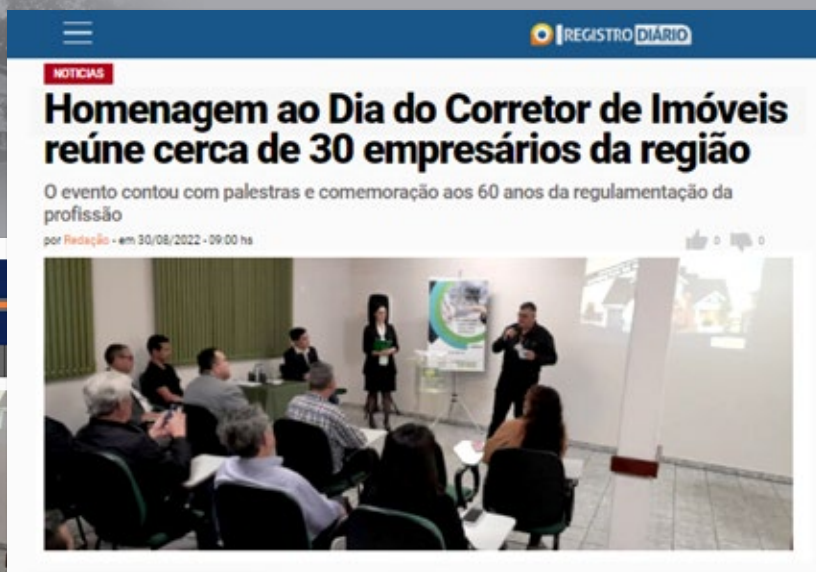 REGISTRO DIÁRIO
NOTICIAS
Homenagem ao Dia do Corretor de Imóveis
reúne cerca de 30 empresários da região
O evento contou com palestras e comemoração aos 60 anos da regulamentação da
profissão
por Redação - em 30/08/2022 - 09:00 hs
0 0